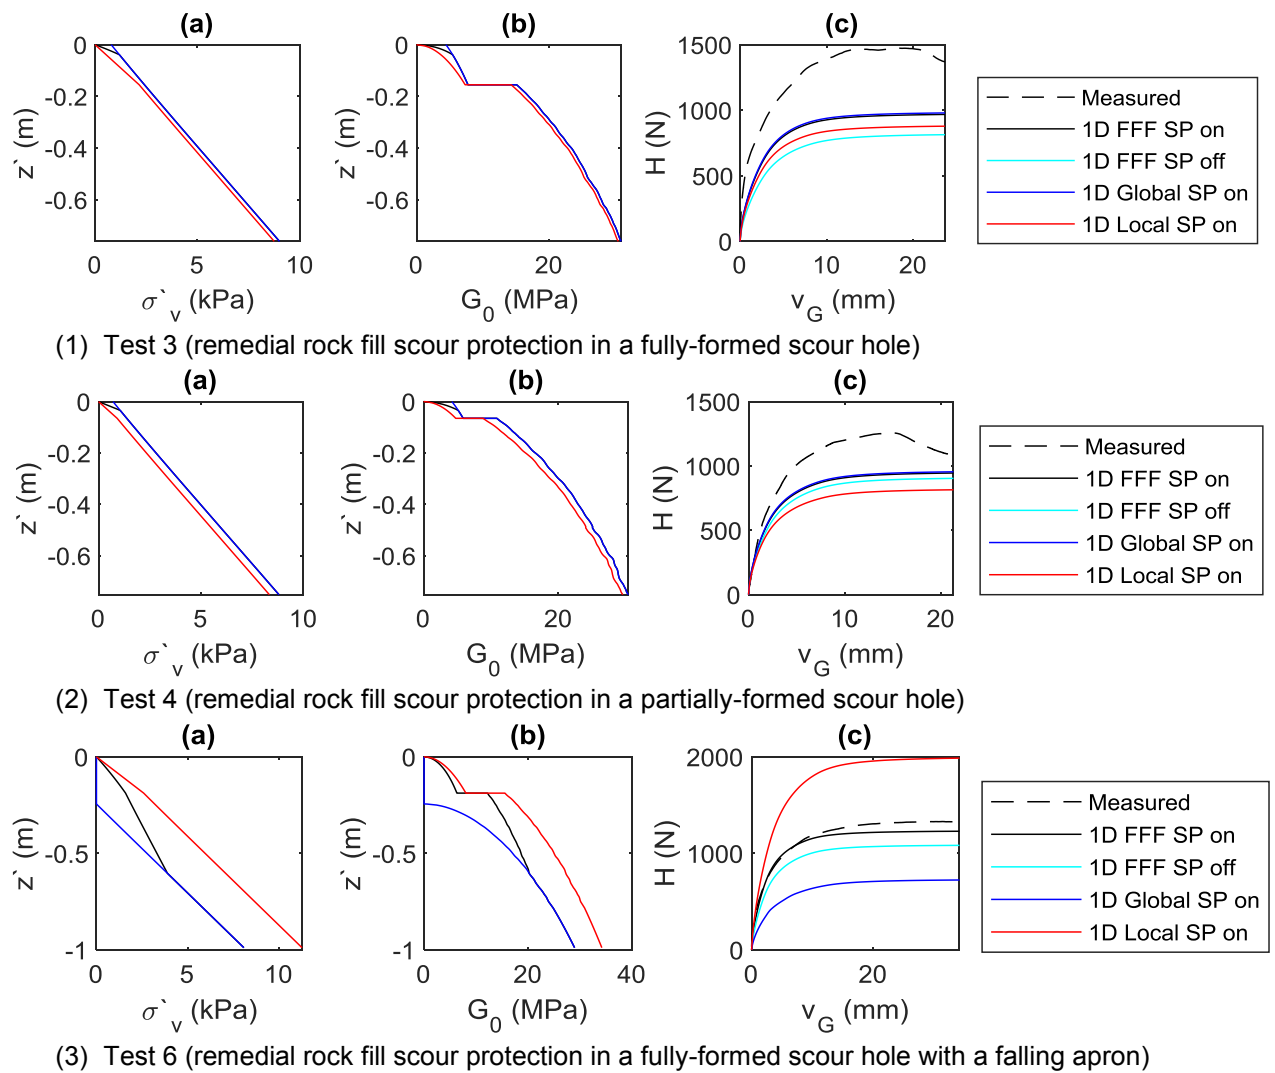 (a) (b) (c)
0 -0.2 -0.4 -0.6
z` (m)
0 5 10
σ`v (kPa)
0 -0.2 -0.4 -0.6
z` (m)
0 20
G0 (MPa)
1500 1000 500 0
H (N)
0 10 20
vG (mm)
Measured
1D FFF SP on
1D FFF SP off
1D Global SP on
1D Local SP on
(1) Test 3 (remedial rock fill scour protection in a fully-formed scour hole)
(a) (b) (c)
0 -0.2 -0.4 -0.6
z` (m)
0 5 10
σ`v (kPa)
0 -0.2 -0.4 -0.6
z` (m)
0 20
G0 (MPa)
1500 1000 500 0
H (N)
0 10 20
vG (mm)
Measured
1D FFF SP on
1D FFF SP off
1D Global SP on
1D Local SP on
(2) Test 4 (remedial rock fill scour protection in a partially-formed scour hole)
(a) (b) (c)
0 -0.5 -1
z` (m)
0 5 10
σ`v (kPa)
0 -0.5 -1
z` (m)
0 20 40
G0 (MPa)
2000 1000 0
H (N)
0 20
vG (mm)
Measured
1D FFF SP on
1D FFF SP off
1D Global SP on
1D Local SP on
(3) Test 6 (remedial rock fill scour protection in a fully-formed scour hole with a falling apron)